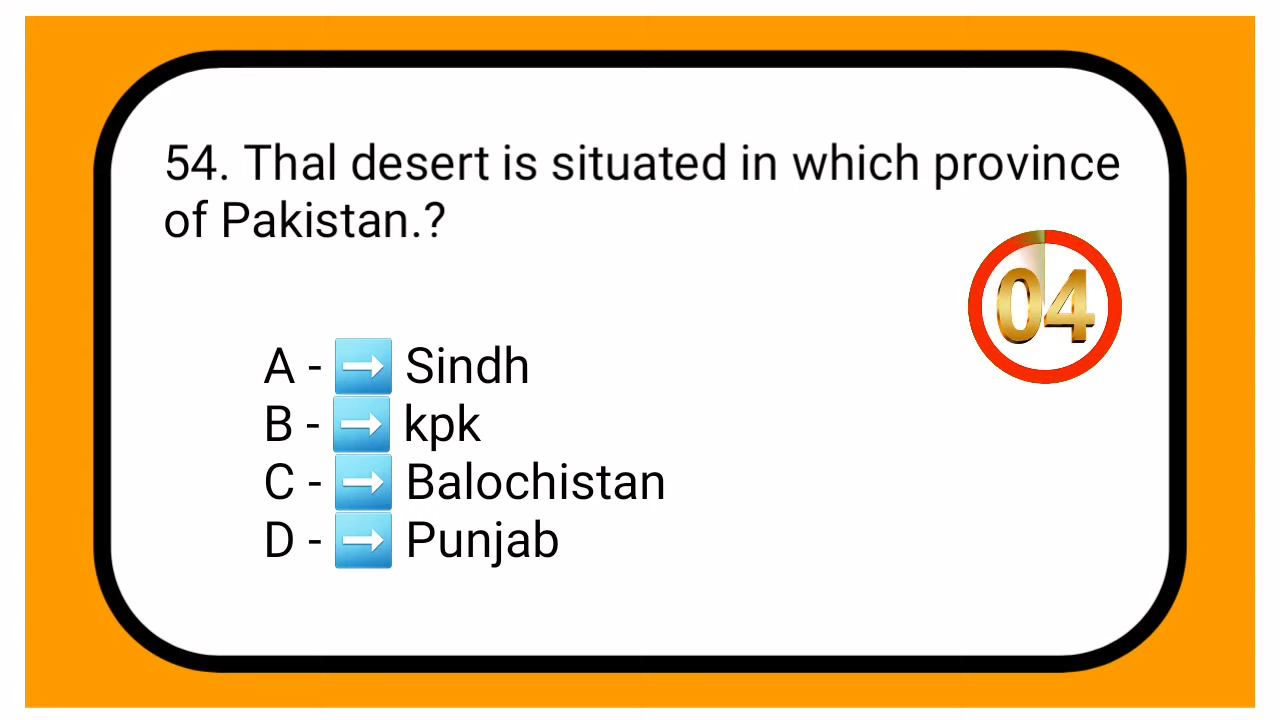 54. Thal desert is situated in which province
of Pakistan.?
04
A - ➡ Sindh
B - ➡ kpk
C - ➡ Balochistan
D - ➡ Punjab